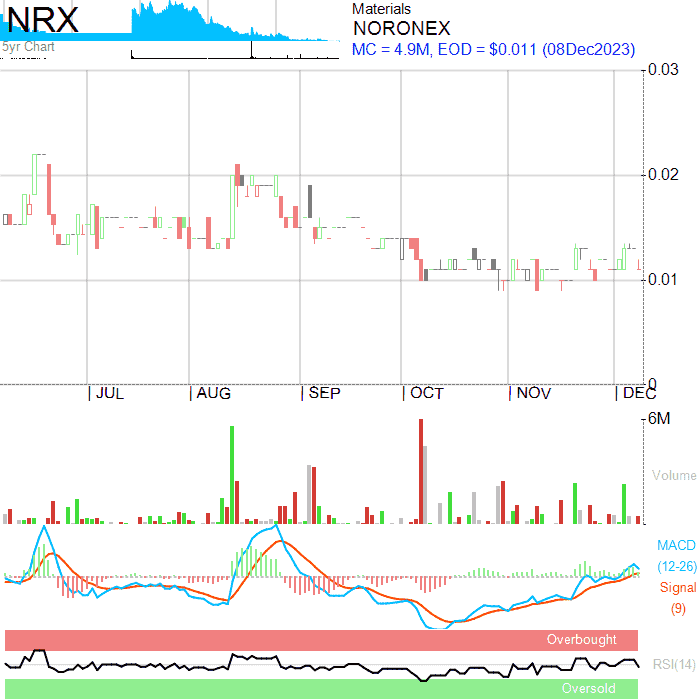 NRX
5yr Chart
Materials
NORONEX
MC = 4.9M, EOD = $0.011 (08Dec2023)
0.03
0.02
0.01
0
JUL AUG SEP OCT NOV DEC
6M
Volume
MACD
(12-26)
Signal
(9)
Overbought
RSI(14)
Oversold